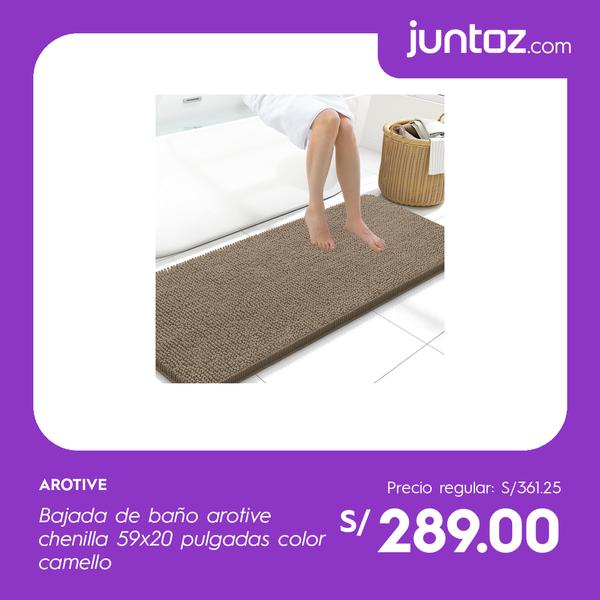 juntoz.com
AROTIVE
Bajada de baño arotive
chenilla 59x20 pulgadas color
camello
Precio regular: S/361.25
S/289.00